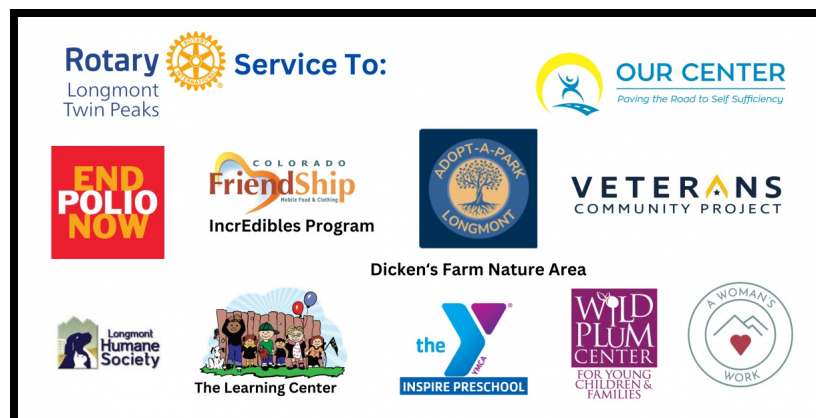 Rotary
Longmont
Twin Peaks
ROTARY
INTERNATIONAL
Service To:
OUR CENTER
Paving the Road to Self Sufficiency
END
POLIO
NOW
COLORADO
FriendShip
Mobile Food & Clothing
IncrEdibles Program
ADOPT-A-PARK
LONGMONT
Dicken's Farm Nature Area
VETERANS
COMMUNITY PROJECT
Longmont
Humane
Society
The Learning Center
the
YMCA
INSPIRE PRESCHOOL
WILD
PLUM
CENTER
FOR YOUNG
CHILDREN &
FAMILIES
A WOMAN'S
WORK